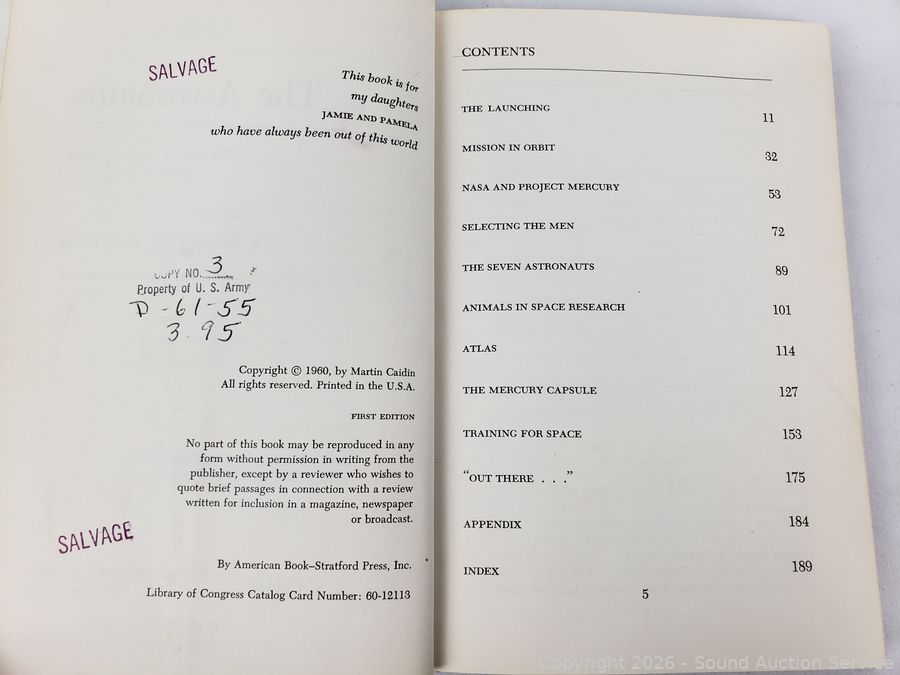 SALVAGE
This book is for
my daughters
JAMIE AND PAMELA
who have always been out of this world
COPY NO. 3
Property of U. S. Army
D-61-55
3.95
Copyright © 1960, by Martin Caidin
All rights reserved. Printed in the U.S.A.
FIRST EDITION
No part of this book may be reproduced in any
form without permission in writing from the
publisher, except by a reviewer who wishes to
quote brief passages in connection with a review
written for inclusion in a magazine, newspaper
or broadcast.
SALVAGE
By American Book–Stratford Press, Inc.
Library of Congress Catalog Card Number: 60-12113
CONTENTS
THE LAUNCHING 11
MISSION IN ORBIT 32
NASA AND PROJECT MERCURY 53
SELECTING THE MEN 72
THE SEVEN ASTRONAUTS 89
ANIMALS IN SPACE RESEARCH 101
ATLAS 114
THE MERCURY CAPSULE 127
TRAINING FOR SPACE 153
“OUT THERE . . .” 175
APPENDIX 184
INDEX 189
5
Copyright 2026 - Sound Auction Service